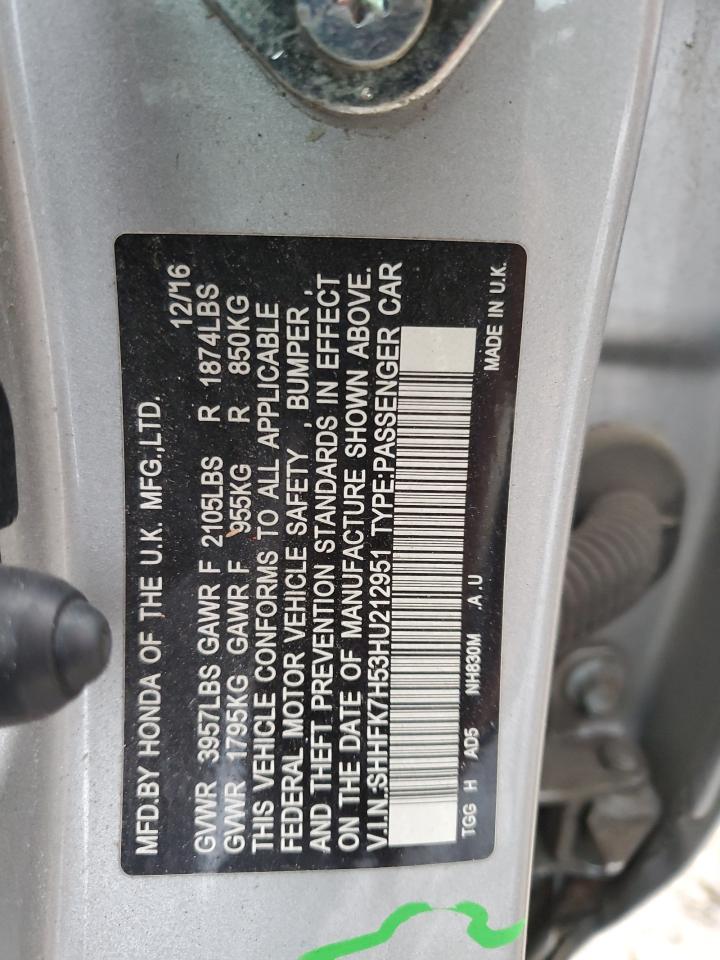 MFD.BY HONDA OF THE U.K. MFG.,LTD. 12/16
GVWR 3957LBS GAWR F 2105LBS R 1874LBS
GVWR 1795KG GAWR F 955KG R 850KG
THIS VEHICLE CONFORMS TO ALL APPLICABLE
FEDERAL MOTOR VEHICLE SAFETY , BUMPER ,
AND THEFT PREVENTION STANDARDS IN EFFECT
ON THE DATE OF MANUFACTURE SHOWN ABOVE.
V.I.N.:SHHFK7H53HU212951 TYPE:PASSENGER CAR
TGG H AD5 NH830M .A.U MADE IN U.K.